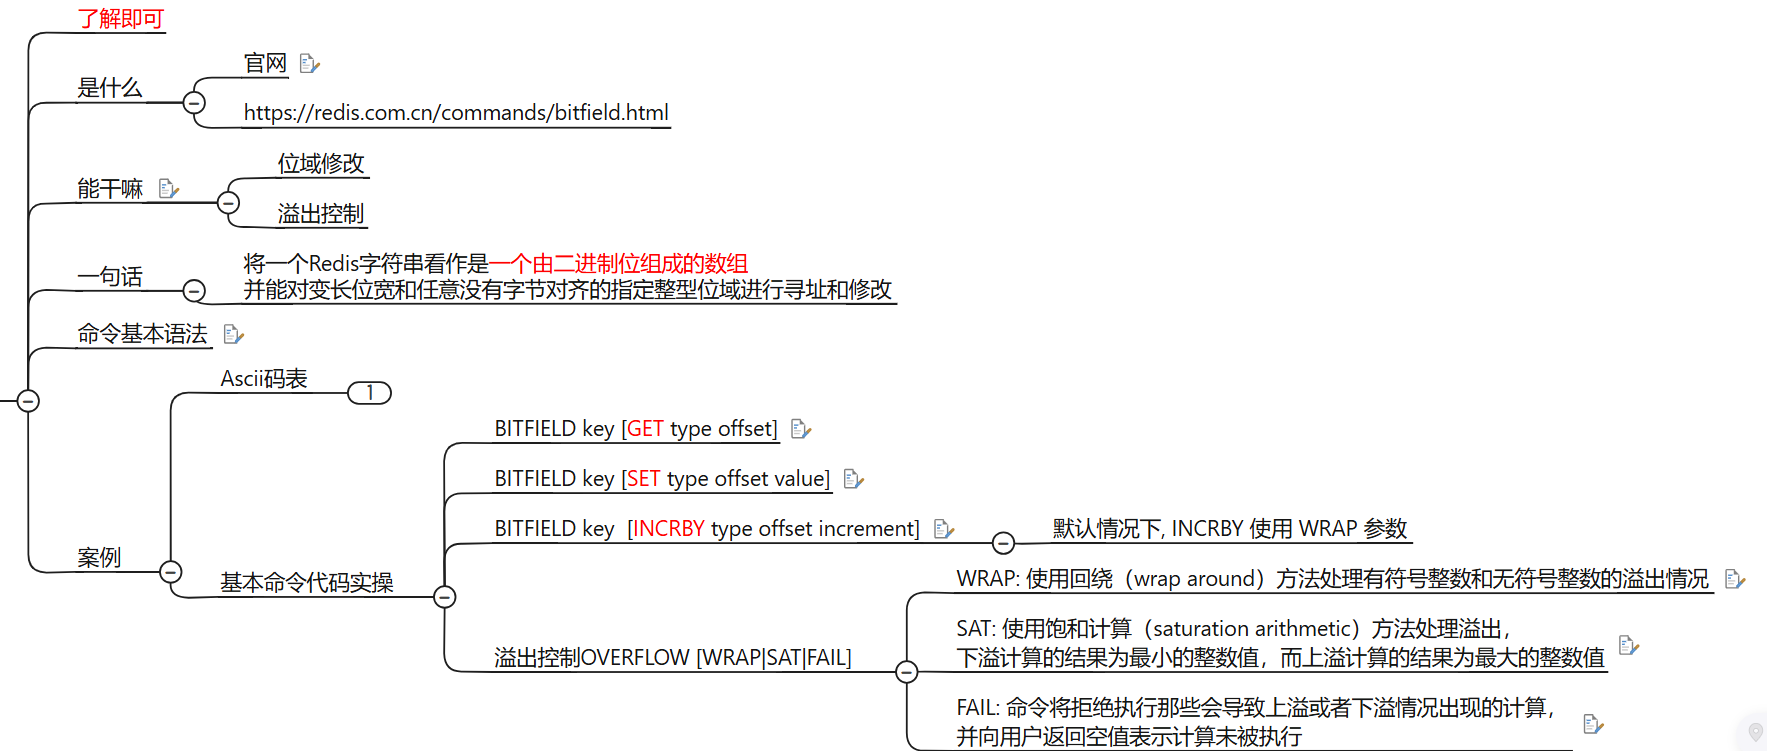 了解即可
是什么
官网
https://redis.com.cn/commands/bitfield.html
能干嘛
位域修改
溢出控制
一句话
将一个Redis字符串看作是一个由二进制位组成的数组
并能对变长位宽和任意没有字节对齐的指定整型位域进行寻址和修改
命令基本语法
案例
Ascii码表
1
基本命令代码实操
BITFIELD key [GET type offset]
BITFIELD key [SET type offset value]
BITFIELD key  [INCRBY type offset increment]
默认情况下, INCRBY 使用 WRAP 参数
溢出控制OVERFLOW [WRAP|SAT|FAIL]
WRAP: 使用回绕（wrap around）方法处理有符号整数和无符号整数的溢出情况
SAT: 使用饱和计算（saturation arithmetic）方法处理溢出，
下溢计算的结果为最小的整数值，而上溢计算的结果为最大的整数值
FAIL: 命令将拒绝执行那些会导致上溢或者下溢情况出现的计算，
并向用户返回空值表示计算未被执行